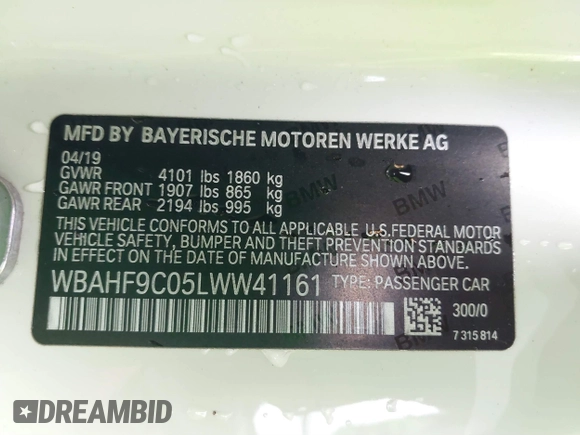 MFD BY BAYERISCHE MOTOREN WERKE AG
04/19
GVWR 4101 lbs 1860 kg
GAWR FRONT 1907 lbs 865 kg
GAWR REAR 2194 lbs 995 kg
THIS VEHICLE CONFORMS TO ALL APPLICABLE U.S.FEDERAL MOTOR
VEHICLE SAFETY, BUMPER AND THEFT PREVENTION STANDARDS
IN EFFECT ON THE DATE OF MANUFACTURE SHOWN ABOVE.
WBAHF9C05LWW41161 TYPE: PASSENGER CAR
300/0
7 315 814
BMW
BMW
BMW
DREAMBID